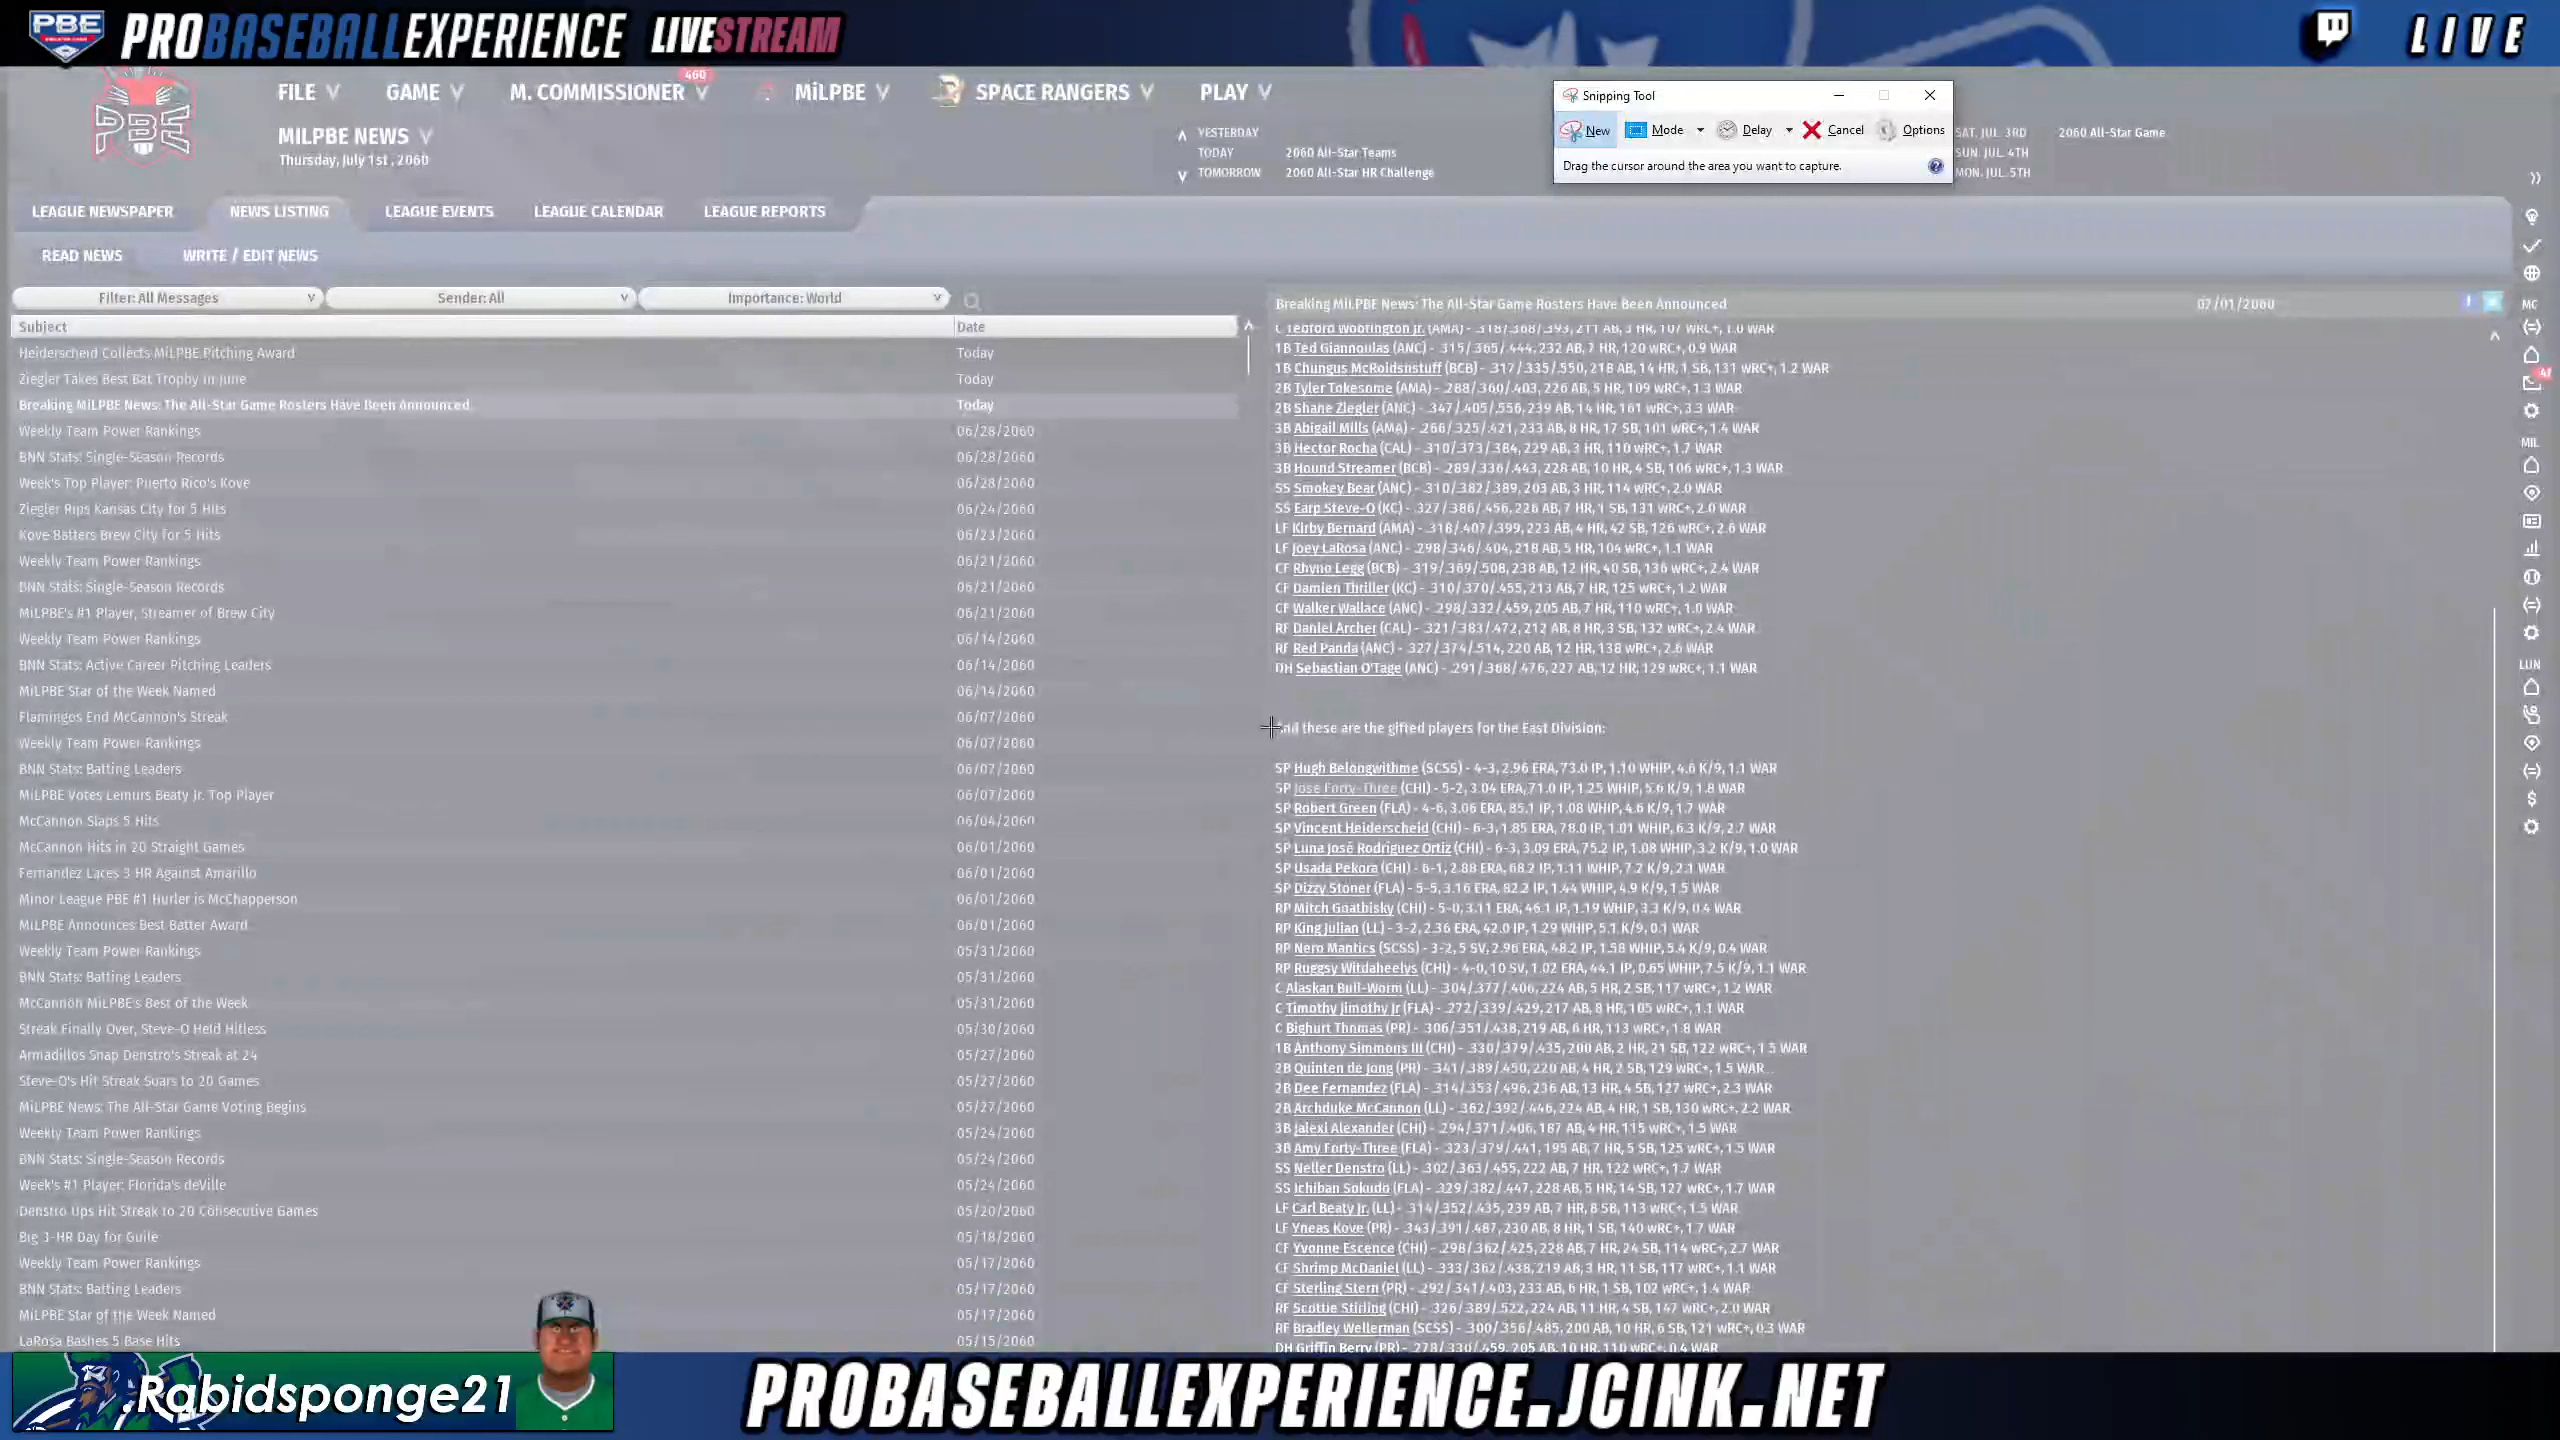 PBE PROBASEBALLEXPERIENCE LIVESTREAM
LIVE
FILE GAME M. COMMISSIONER 460 MiLPBE SPACE RANGERS PLAY
MILPBE NEWS
Thursday, July 1st, 2060
YESTERDAY
TODAY 2060 All-Star Teams
TOMORROW 2060 All-Star HR Challenge
Snipping Tool
New Mode Delay Cancel Options
Drag the cursor around the area you want to capture.
SAT. JUL. 3RD 2060 All-Star Game
SUN. JUL. 4TH
MON. JUL. 5TH
LEAGUE NEWSPAPER NEWS LISTING LEAGUE EVENTS LEAGUE CALENDAR LEAGUE REPORTS
READ NEWS WRITE / EDIT NEWS
Filter: All Messages Sender: All Importance: World
Subject Date
Heiderscheid Collects MiLPBE Pitching Award Today
Ziegler Takes Best Bat Trophy in June Today
Breaking MiLPBE News: The All-Star Game Rosters Have Been Announced Today
Weekly Team Power Rankings 06/28/2060
BNN Stats: Single-Season Records 06/28/2060
Week's Top Player: Puerto Rico's Kove 06/28/2060
Ziegler Rips Kansas City for 5 Hits 06/24/2060
Kove Batters Brew City for 5 Hits 06/23/2060
Weekly Team Power Rankings 06/21/2060
BNN Stats: Single-Season Records 06/21/2060
MiLPBE's #1 Player, Streamer of Brew City 06/21/2060
Weekly Team Power Rankings 06/14/2060
BNN Stats: Active Career Pitching Leaders 06/14/2060
MiLPBE Star of the Week Named 06/14/2060
Flamingos End McCannon's Streak 06/07/2060
Weekly Team Power Rankings 06/07/2060
BNN Stats: Batting Leaders 06/07/2060
MiLPBE Votes Lemurs Beaty Jr. Top Player 06/07/2060
McCannon Slaps 5 Hits 06/04/2060
McCannon Hits in 20 Straight Games 06/01/2060
Fernandez Laces 3 HR Against Amarillo 06/01/2060
Minor League PBE #1 Hurler is McChapperson 06/01/2060
MiLPBE Announces Best Batter Award 06/01/2060
Weekly Team Power Rankings 05/31/2060
BNN Stats: Batting Leaders 05/31/2060
McCannon MiLPBE's Best of the Week 05/31/2060
Streak Finally Over, Steve-O Held Hitless 05/30/2060
Armadillos Snap Denstro's Streak at 24 05/27/2060
Steve-O's Hit Streak Soars to 20 Games 05/27/2060
MiLPBE News: The All-Star Game Voting Begins 05/27/2060
Weekly Team Power Rankings 05/24/2060
BNN Stats: Single-Season Records 05/24/2060
Week's #1 Player: Florida's deVille 05/24/2060
Denstro Ups Hit Streak to 20 Consecutive Games 05/20/2060
Big 3-HR Day for Guile 05/18/2060
Weekly Team Power Rankings 05/17/2060
BNN Stats: Batting Leaders 05/17/2060
MiLPBE Star of the Week Named 05/17/2060
LaRosa Bashes 5 Base Hits 05/15/2060
Breaking MiLPBE News: The All-Star Game Rosters Have Been Announced 07/01/2060
C Tedford Wobfington Jr. (AMA) - .318/.368/.393, 211 AB, 3 HR, 107 wRC+, 1.0 WAR
1B Ted Giannoulas (ANC) - .315/.365/.444, 232 AB, 7 HR, 120 wRC+, 0.9 WAR
1B Chungus McRoidsnstuff (BCB) - .317/.335/.550, 218 AB, 14 HR, 1 SB, 131 wRC+, 1.2 WAR
2B Tyler Tokesome (AMA) - .288/.360/.403, 226 AB, 5 HR, 109 wRC+, 1.3 WAR
2B Shane Ziegler (ANC) - .347/.405/.556, 239 AB, 14 HR, 161 wRC+, 3.3 WAR
3B Abigail Mills (AMA) - .266/.325/.421, 233 AB, 8 HR, 17 SB, 101 wRC+, 1.4 WAR
3B Hector Rocha (CAL) - .310/.373/.384, 229 AB, 3 HR, 110 wRC+, 1.7 WAR
3B Hound Streamer (BCB) - .289/.336/.443, 228 AB, 10 HR, 4 SB, 106 wRC+, 1.3 WAR
SS Smokey Bear (ANC) - .310/.382/.389, 203 AB, 3 HR, 114 wRC+, 2.0 WAR
SS Earp Steve-O (KC) - .327/.386/.456, 226 AB, 7 HR, 1 SB, 131 wRC+, 2.0 WAR
LF Kirby Bernard (AMA) - .318/.407/.399, 223 AB, 4 HR, 42 SB, 126 wRC+, 2.6 WAR
LF Joey LaRosa (ANC) - .298/.346/.404, 218 AB, 5 HR, 104 wRC+, 1.1 WAR
CF Rhyno Legg (BCB) - .319/.369/.508, 238 AB, 12 HR, 40 SB, 136 wRC+, 2.4 WAR
CF Damien Thriller (KC) - .310/.370/.455, 213 AB, 7 HR, 125 wRC+, 1.2 WAR
CF Walker Wallace (ANC) - .298/.332/.459, 205 AB, 7 HR, 110 wRC+, 1.0 WAR
RF Daniel Archer (CAL) - .321/.383/.472, 212 AB, 8 HR, 3 SB, 132 wRC+, 2.4 WAR
RF Red Panda (ANC) - .327/.374/.514, 220 AB, 12 HR, 138 wRC+, 2.6 WAR
DH Sebastian O'Tage (ANC) - .291/.368/.476, 227 AB, 12 HR, 129 wRC+, 1.1 WAR
And these are the gifted players for the East Division:
SP Hugh Belongwithme (SCSS) - 4-3, 2.96 ERA, 73.0 IP, 1.10 WHIP, 4.6 K/9, 1.1 WAR
SP Jose Forty-Three (CHI) - 5-2, 3.04 ERA, 71.0 IP, 1.25 WHIP, 5.6 K/9, 1.8 WAR
SP Robert Green (FLA) - 4-6, 3.06 ERA, 85.1 IP, 1.08 WHIP, 4.6 K/9, 1.7 WAR
SP Vincent Heiderscheid (CHI) - 6-3, 1.85 ERA, 78.0 IP, 1.01 WHIP, 6.3 K/9, 2.7 WAR
SP Luna José Rodríguez Ortiz (CHI) - 6-3, 3.09 ERA, 75.2 IP, 1.08 WHIP, 3.2 K/9, 1.0 WAR
SP Usada Pekora (CHI) - 6-1, 2.88 ERA, 68.2 IP, 1.11 WHIP, 7.2 K/9, 2.1 WAR
SP Dizzy Stoner (FLA) - 5-5, 3.16 ERA, 82.2 IP, 1.44 WHIP, 4.9 K/9, 1.5 WAR
RP Mitch Goatbisky (CHI) - 5-0, 3.11 ERA, 46.1 IP, 1.19 WHIP, 3.3 K/9, 0.4 WAR
RP King Julian (LL) - 3-2, 2.36 ERA, 42.0 IP, 1.29 WHIP, 5.1 K/9, 0.1 WAR
RP Nero Mantics (SCSS) - 3-2, 5 SV, 2.96 ERA, 48.2 IP, 1.58 WHIP, 5.4 K/9, 0.4 WAR
RP Ruggsy Witdaheelys (CHI) - 4-0, 10 SV, 1.02 ERA, 44.1 IP, 0.65 WHIP, 7.5 K/9, 1.1 WAR
C Alaskan Bull-Worm (LL) - .304/.377/.406, 224 AB, 5 HR, 2 SB, 117 wRC+, 1.2 WAR
C Timothy Jimothy Jr (FLA) - .272/.339/.429, 217 AB, 8 HR, 105 wRC+, 1.1 WAR
C Bighurt Thomas (PR) - .306/.351/.438, 219 AB, 6 HR, 113 wRC+, 1.8 WAR
1B Anthony Simmons III (CHI) - .330/.379/.435, 200 AB, 2 HR, 21 SB, 122 wRC+, 1.5 WAR
2B Quinten de Jong (PR) - .341/.389/.450, 220 AB, 4 HR, 2 SB, 129 wRC+, 1.5 WAR
2B Dee Fernandez (FLA) - .314/.353/.496, 236 AB, 13 HR, 4 SB, 127 wRC+, 2.3 WAR
2B Archduke McCannon (LL) - .362/.392/.446, 224 AB, 4 HR, 1 SB, 130 wRC+, 2.2 WAR
3B Jalexi Alexander (CHI) - .294/.371/.406, 187 AB, 4 HR, 115 wRC+, 1.5 WAR
3B Amy Forty-Three (FLA) - .323/.379/.441, 195 AB, 7 HR, 5 SB, 125 wRC+, 1.5 WAR
SS Neller Denstro (LL) - .302/.363/.455, 222 AB, 7 HR, 122 wRC+, 1.7 WAR
SS Ichiban Sokudo (FLA) - .329/.382/.447, 228 AB, 5 HR, 14 SB, 127 wRC+, 1.7 WAR
LF Carl Beaty Jr. (LL) - .314/.352/.435, 239 AB, 7 HR, 8 SB, 113 wRC+, 1.5 WAR
LF Yneas Kove (PR) - .343/.391/.487, 230 AB, 8 HR, 1 SB, 140 wRC+, 1.7 WAR
CF Yvonne Escence (CHI) - .298/.362/.425, 228 AB, 7 HR, 24 SB, 114 wRC+, 2.7 WAR
CF Shrimp McDaniel (LL) - .333/.362/.438, 219 AB, 3 HR, 11 SB, 117 wRC+, 1.1 WAR
CF Sterling Stern (PR) - .292/.341/.403, 233 AB, 6 HR, 1 SB, 102 wRC+, 1.4 WAR
RF Scottie Stirling (CHI) - .326/.389/.522, 224 AB, 11 HR, 4 SB, 147 wRC+, 2.0 WAR
RF Bradley Wellerman (SCSS) - .300/.356/.485, 200 AB, 10 HR, 6 SB, 121 wRC+, 0.3 WAR
DH Griffin Berry (PR) - .278/.330/.459, 205 AB, 10 HR, 110 wRC+, 0.4 WAR
MC
MIL
LUN
.Rabidsponge21
PROBASEBALLEXPERIENCE.JCINK.NET